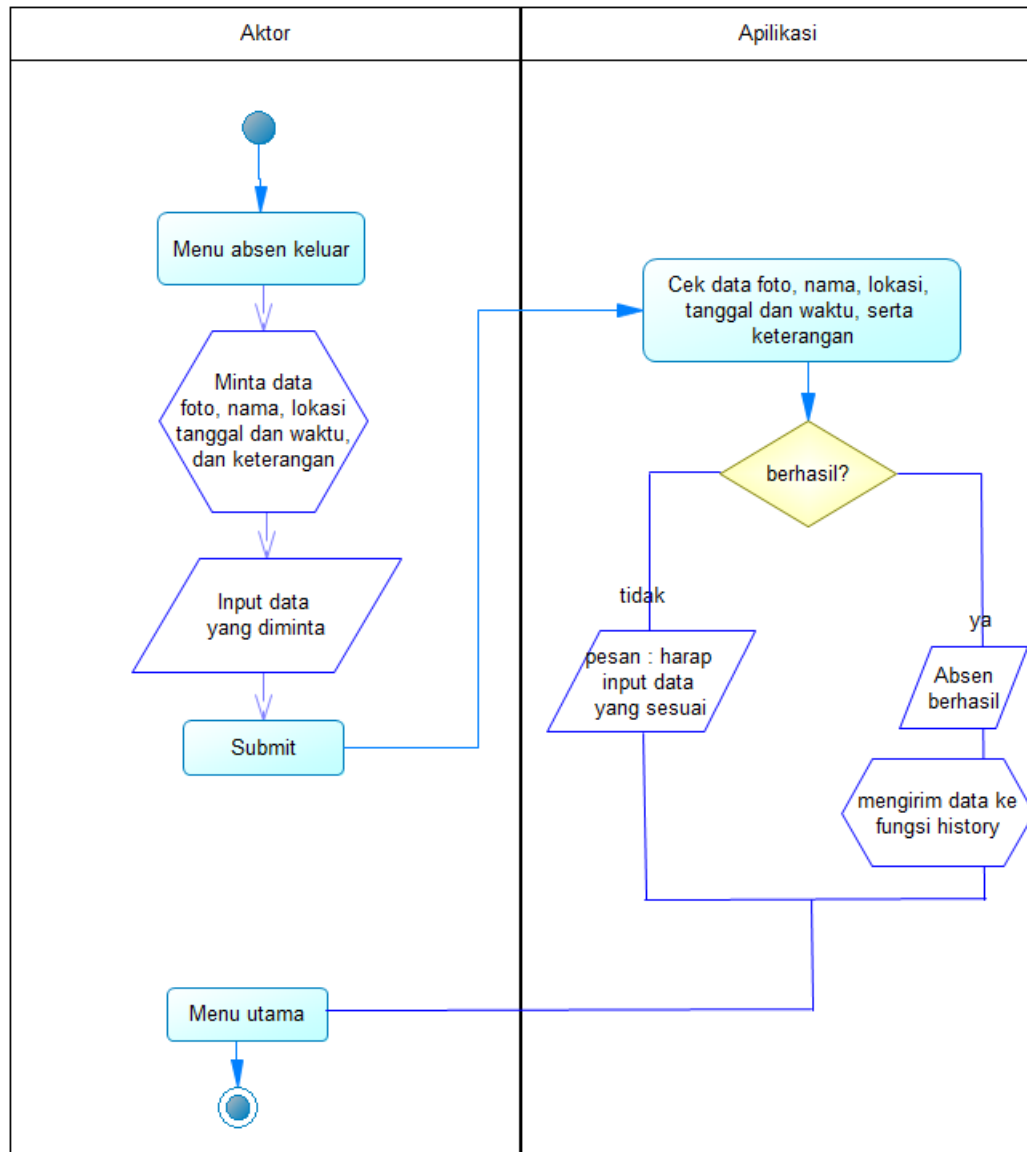 Aktor
Apilikasi
Menu absen keluar
Minta data
foto, nama, lokasi
tanggal dan waktu,
dan keterangan
Input data
yang diminta
Submit
Cek data foto, nama, lokasi,
tanggal dan waktu, serta
keterangan
berhasil?
tidak
pesan : harap
input data
yang sesuai
ya
Absen
berhasil
mengirim data ke
fungsi history
Menu utama